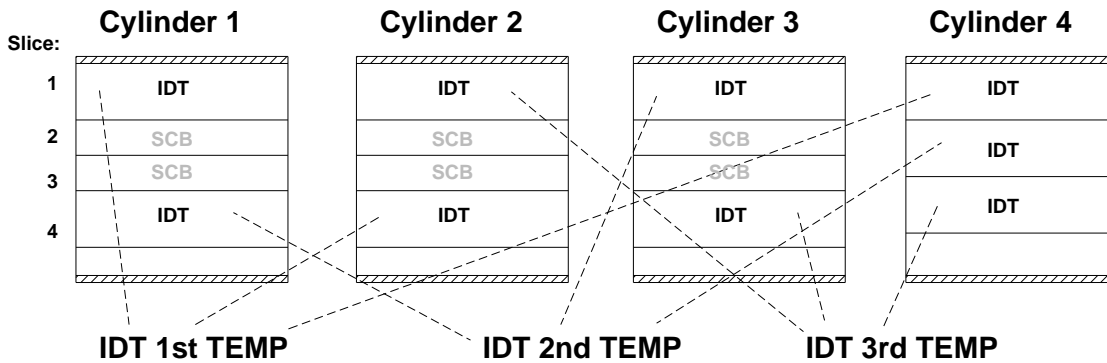 Cylinder 1 Cylinder 2 Cylinder 3 Cylinder 4
Slice:
1 IDT IDT IDT IDT
2 SCB SCB SCB IDT
3 SCB SCB SCB
4 IDT IDT IDT IDT
IDT 1st TEMP IDT 2nd TEMP IDT 3rd TEMP